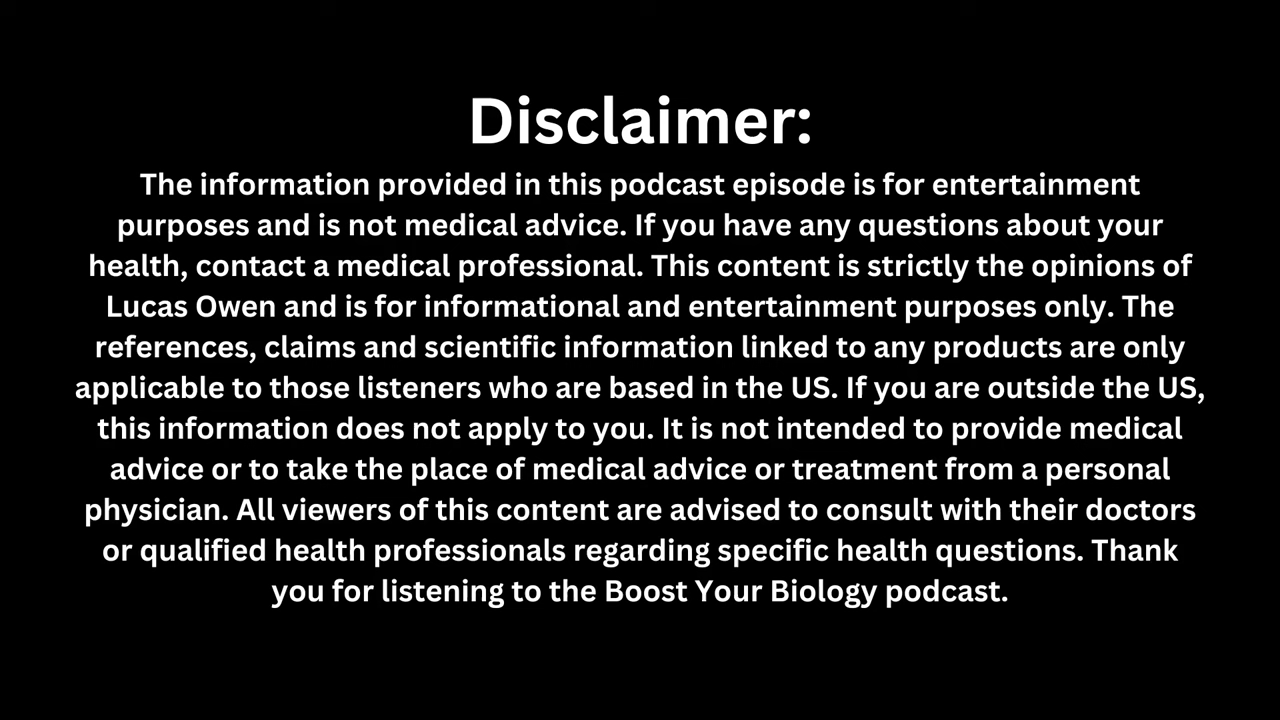 Disclaimer:
The information provided in this podcast episode is for entertainment
purposes and is not medical advice. If you have any questions about your
health, contact a medical professional. This content is strictly the opinions of
Lucas Owen and is for informational and entertainment purposes only. The
references, claims and scientific information linked to any products are only
applicable to those listeners who are based in the US. If you are outside the US,
this information does not apply to you. It is not intended to provide medical
advice or to take the place of medical advice or treatment from a personal
physician. All viewers of this content are advised to consult with their doctors
or qualified health professionals regarding specific health questions. Thank
you for listening to the Boost Your Biology podcast.